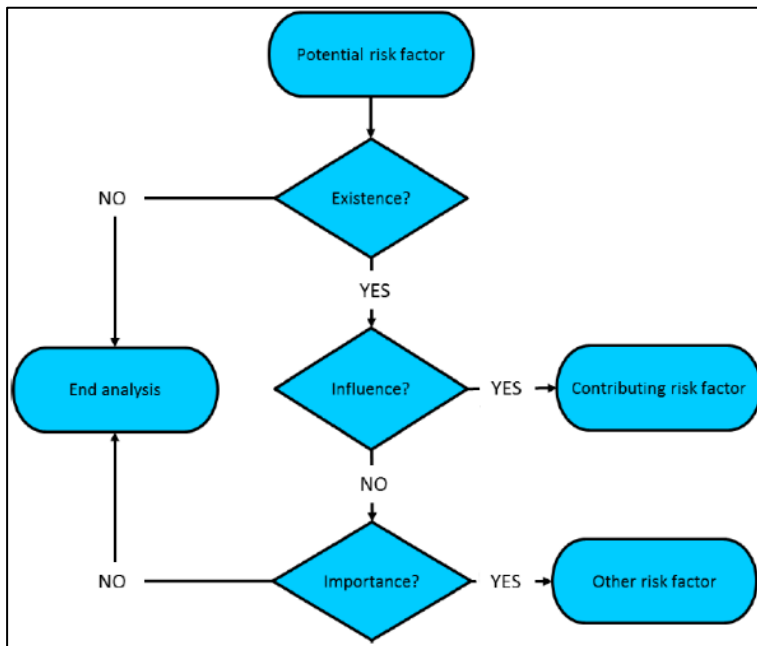 Potential risk factor
NO
Existence?
YES
End analysis
Influence?
YES
Contributing risk factor
NO
NO
Importance?
YES
Other risk factor